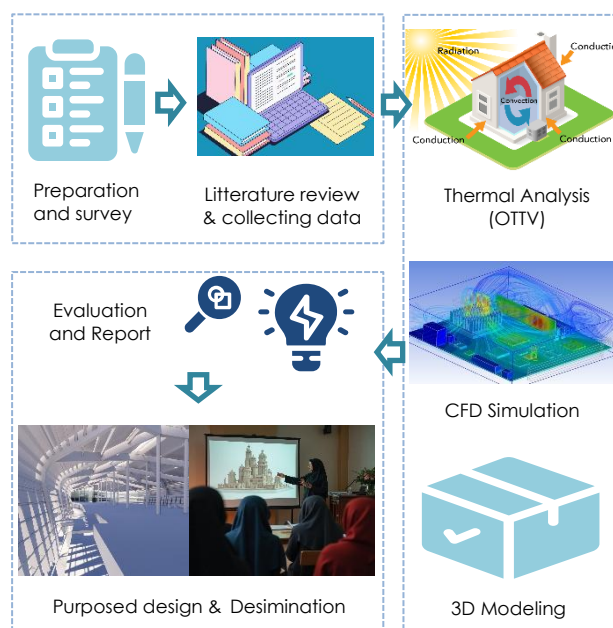 Radiation
Conduct
Convection
Conduction
Conduction
Preparation
and survey
Litterature review
& collecting data
Thermal Analysis
(OTTV)
Evaluation
and Report
CFD Simulation
Purposed design & Desimination
3D Modeling